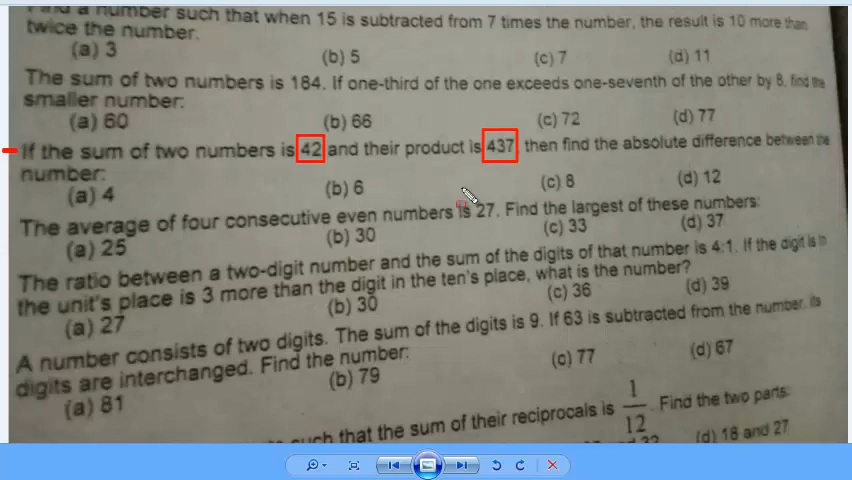 a number such that when 15 is subtracted from 7 times the number, the result is 10 more than
twice the number.
(a) 3 (b) 5 (c) 7 (d) 11
The sum of two numbers is 184. If one-third of the one exceeds one-seventh of the other by 8, find the
smaller number:
(a) 60 (b) 66 (c) 72 (d) 77
If the sum of two numbers is 42 and their product is 437 then find the absolute difference between the
number:
(a) 4 (b) 6 (c) 8 (d) 12
The average of four consecutive even numbers is 27. Find the largest of these numbers:
(a) 25 (b) 30 (c) 33 (d) 37
The ratio between a two-digit number and the sum of the digits of that number is 4:1. If the digit is in
the unit's place is 3 more than the digit in the ten's place, what is the number?
(a) 27 (b) 30 (c) 36 (d) 39
A number consists of two digits. The sum of the digits is 9. If 63 is subtracted from the number, its
digits are interchanged. Find the number:
(a) 81 (b) 79 (c) 77 (d) 67
such that the sum of their reciprocals is 1/12. Find the two parts:
(d) 18 and 27